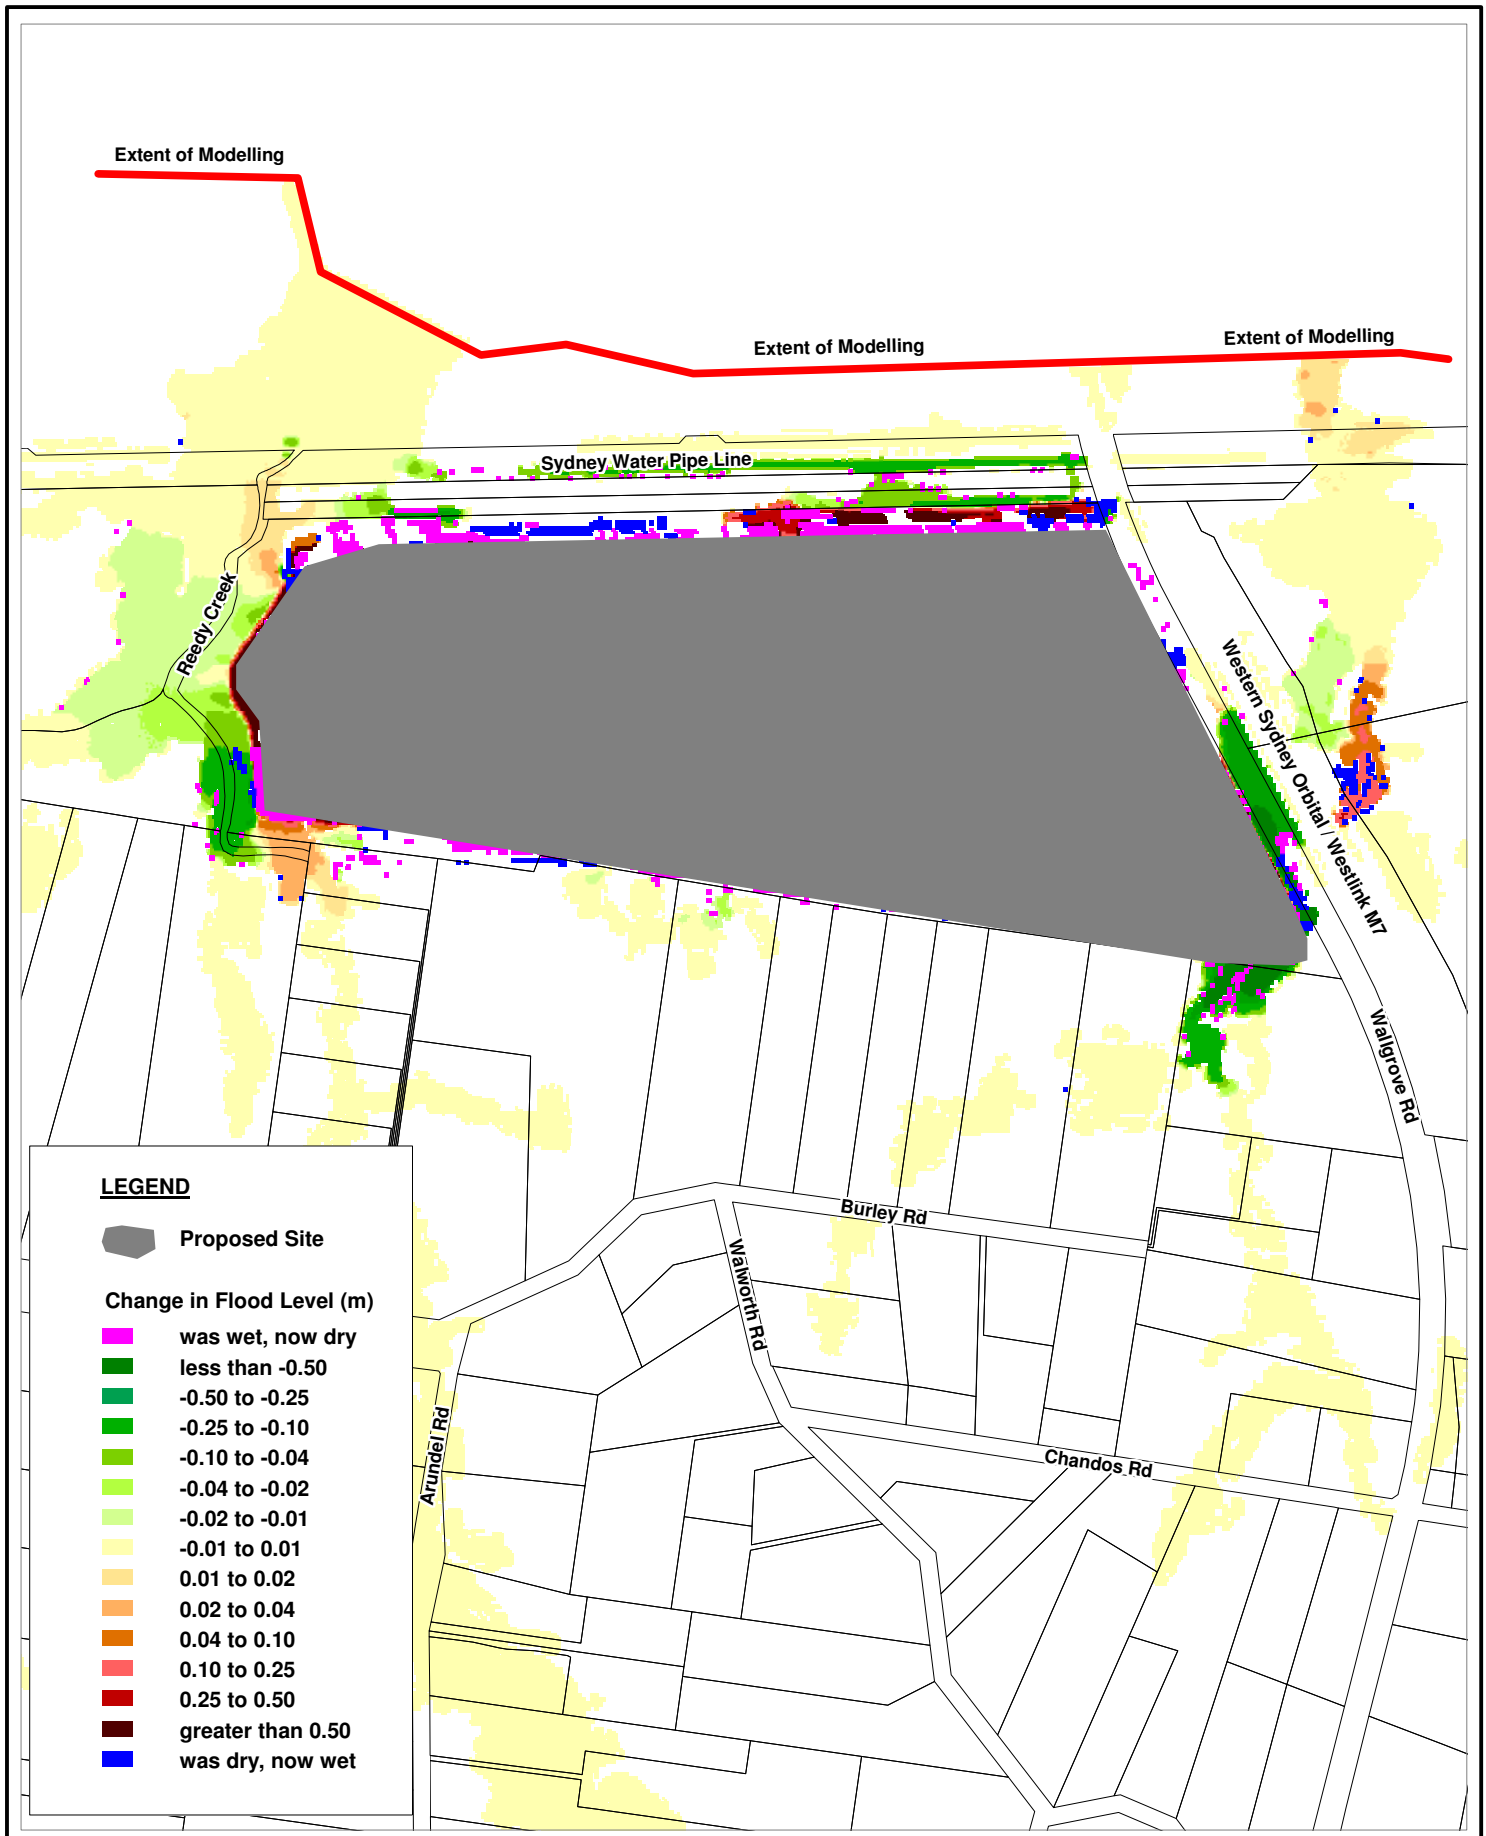 Extent of Modelling
Extent of Modelling
Extent of Modelling
Sydney Water Pipe Line
Reedy Creek
Western Sydney Orbital / Westlink M7
Wallgrove Rd
Burley Rd
Walworth Rd
Chandos Rd
Arundel Rd
LEGEND
Proposed Site
Change in Flood Level (m)
was wet, now dry
less than -0.50
-0.50 to -0.25
-0.25 to -0.10
-0.10 to -0.04
-0.04 to -0.02
-0.02 to -0.01
-0.01 to 0.01
0.01 to 0.02
0.02 to 0.04
0.04 to 0.10
0.10 to 0.25
0.25 to 0.50
greater than 0.50
was dry, now wet